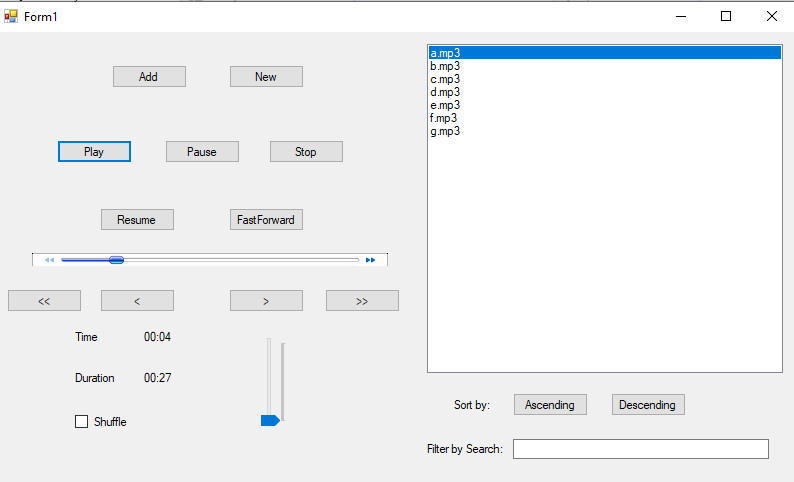 Form1
Add New
Play Pause Stop
Resume FastForward
<< < > >>
Time 00:04
Duration 00:27
Shuffle
a.mp3
b.mp3
c.mp3
d.mp3
e.mp3
f.mp3
g.mp3
Sort by: Ascending Descending
Filter by Search: